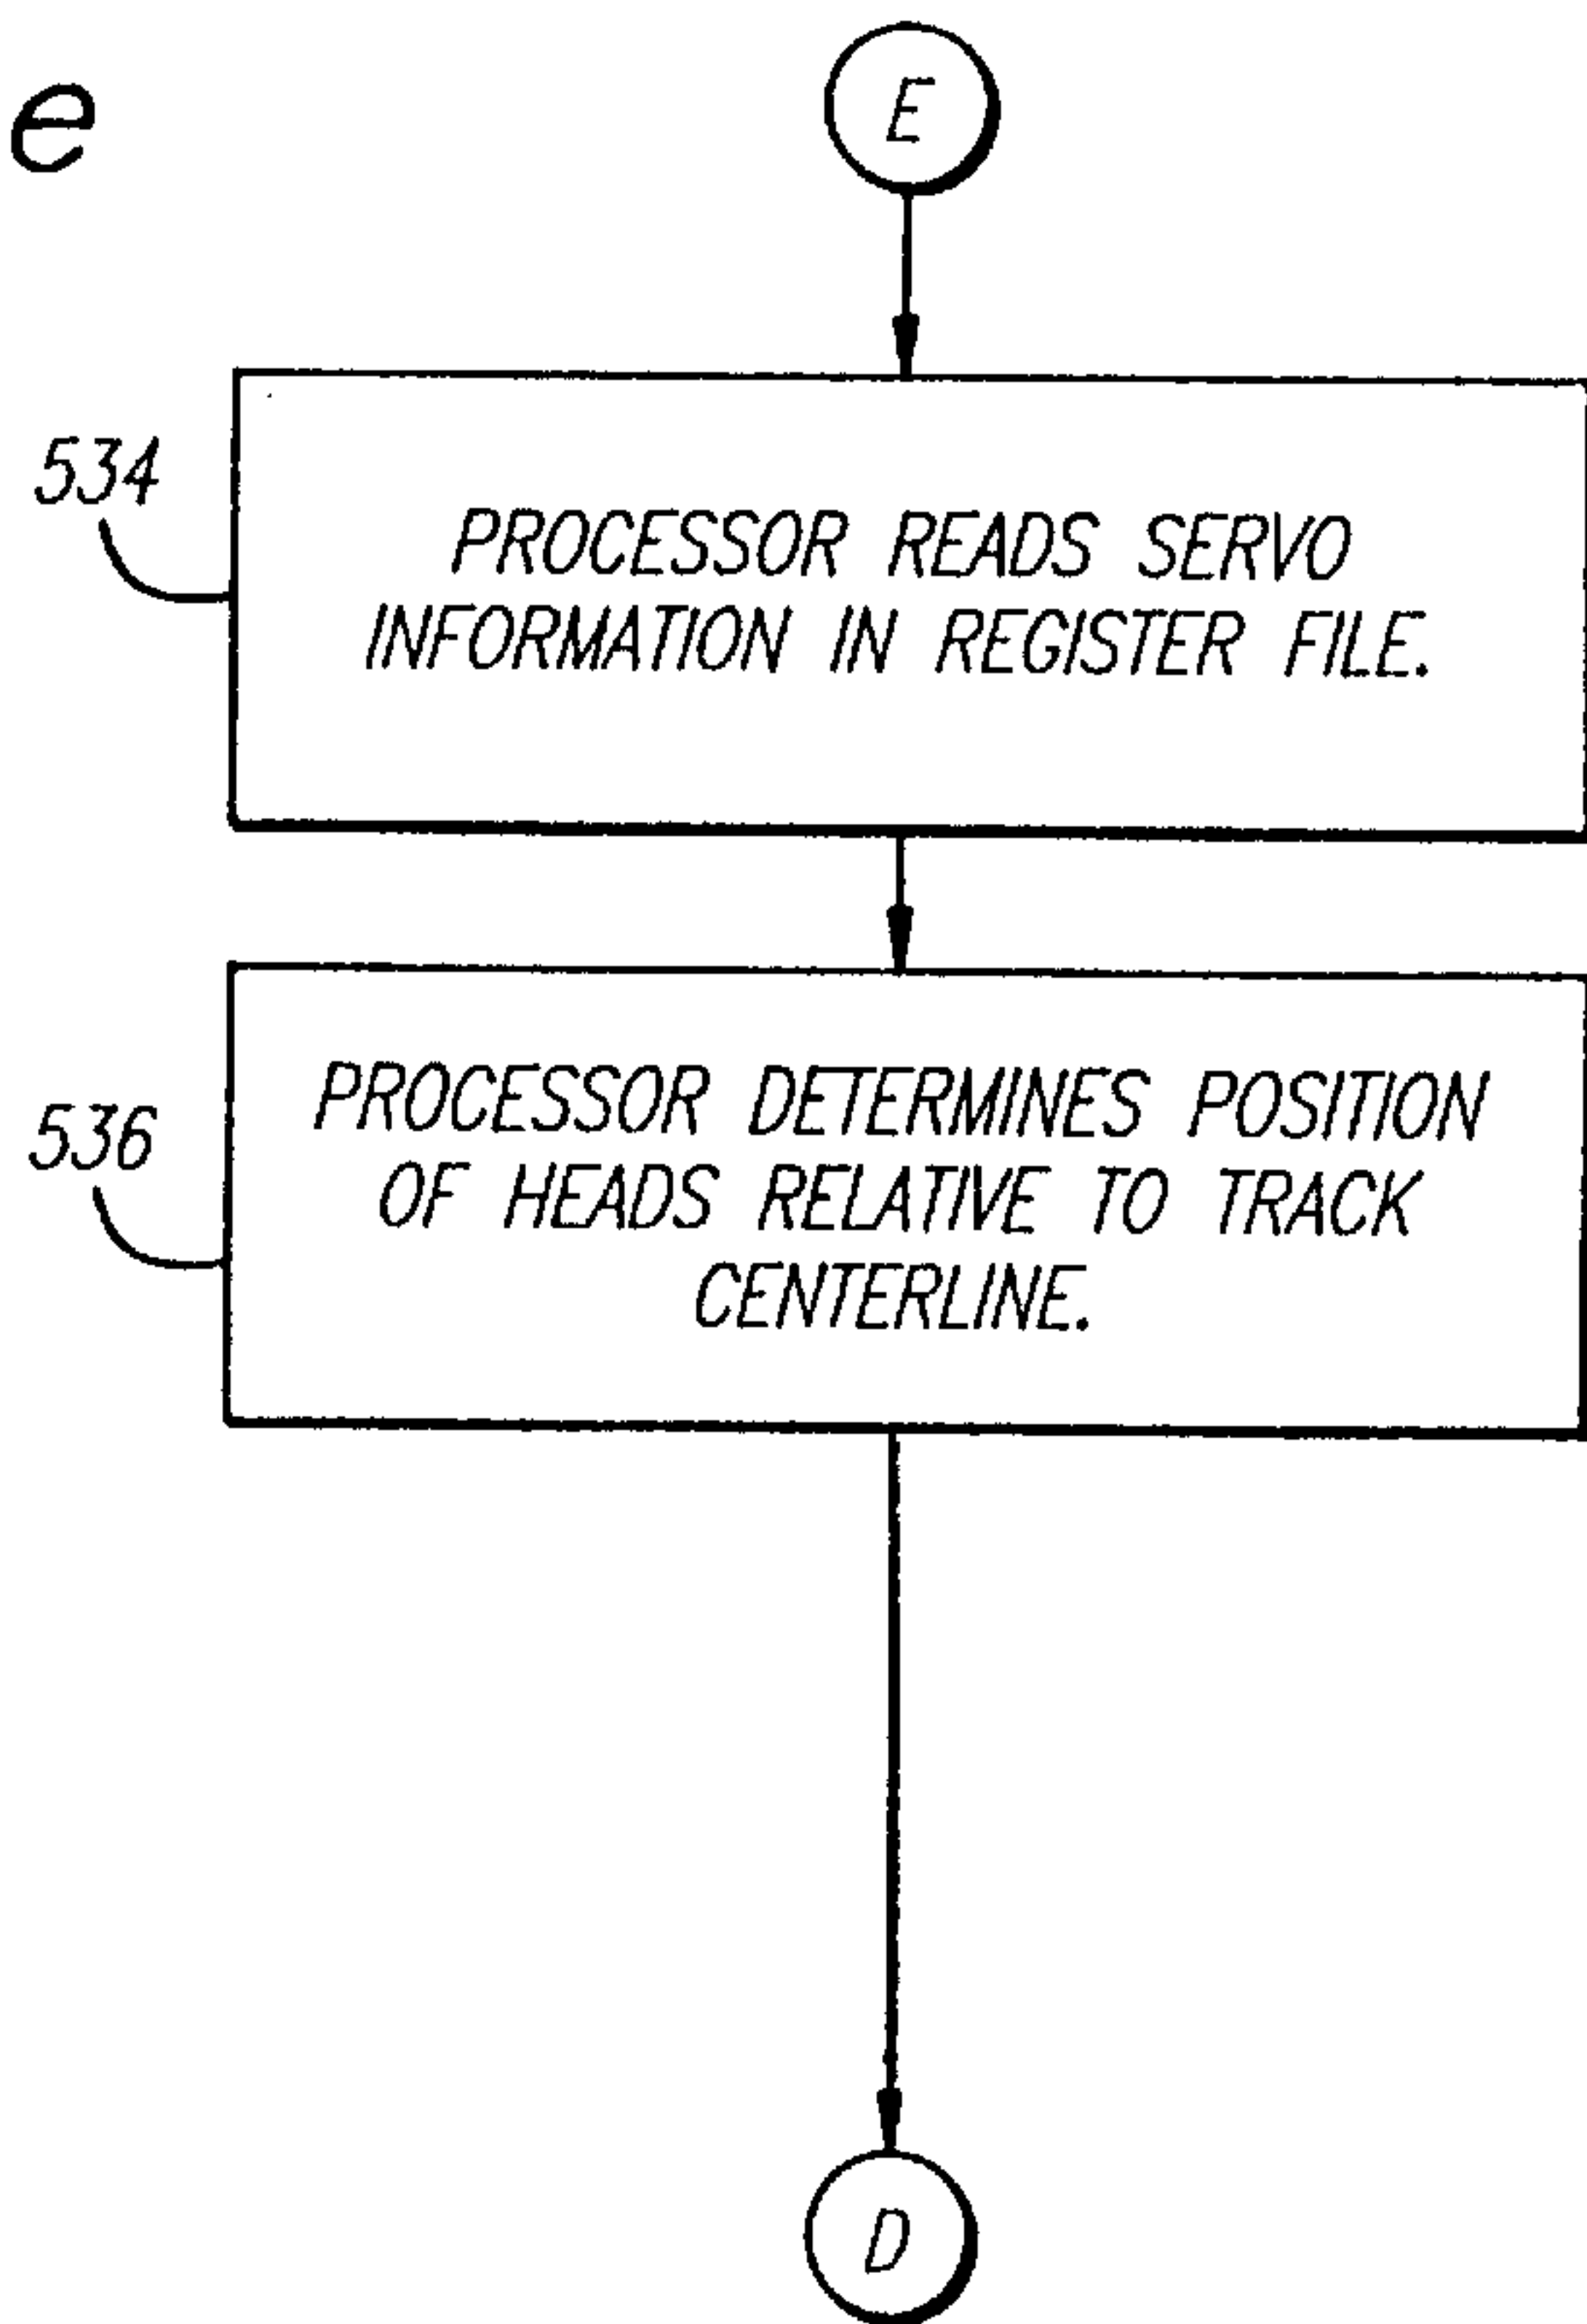 e
E
534
PROCESSOR READS SERVO
INFORMATION IN REGISTER FILE.
536
PROCESSOR DETERMINES POSITION
OF HEADS RELATIVE TO TRACK
CENTERLINE.
D